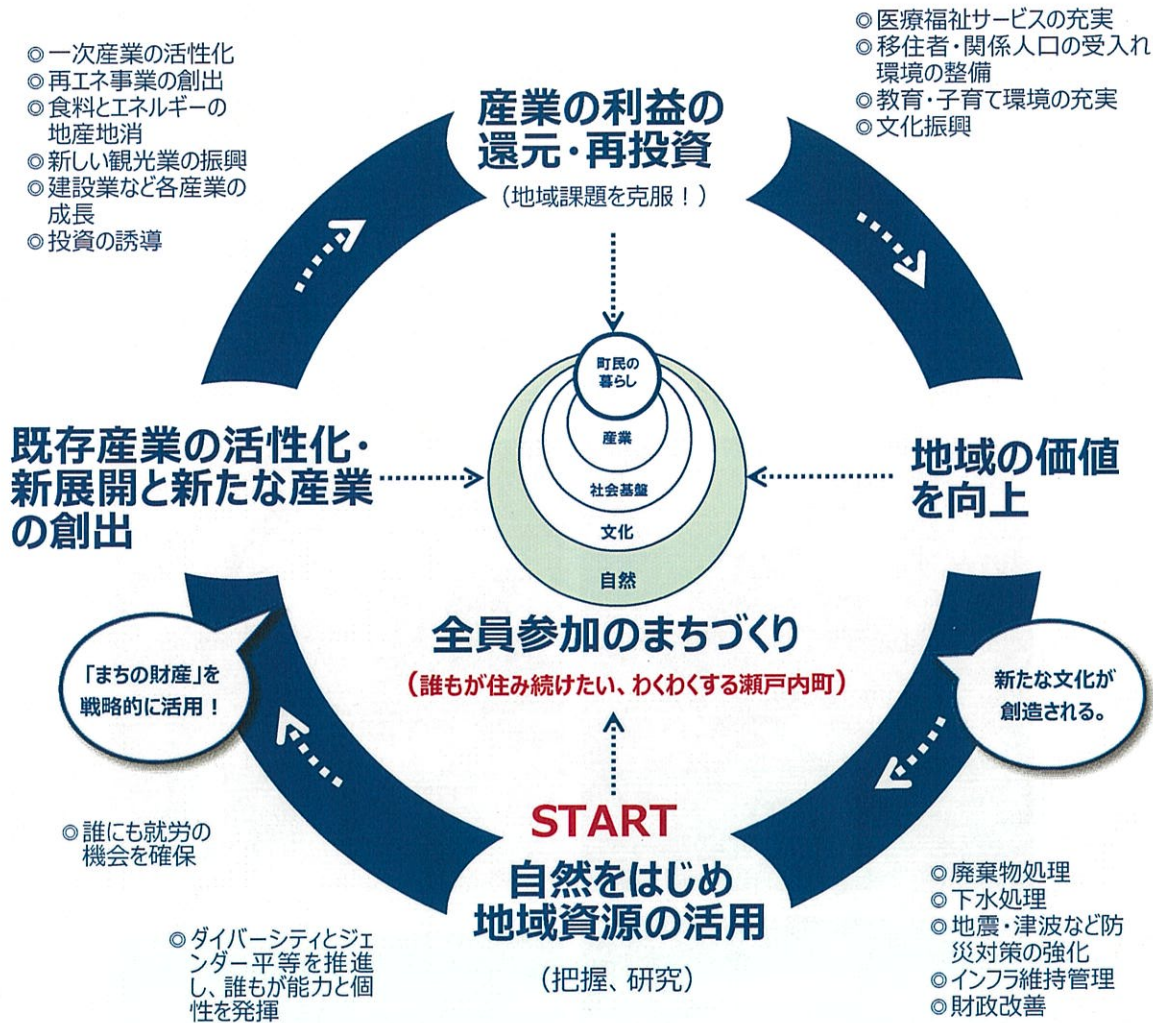 ◎一次産業の活性化
◎再エネ事業の創出
◎食料とエネルギーの
地産地消
◎新しい観光業の振興
◎建設業など各産業の
成長
◎投資の誘導
産業の利益の
還元・再投資
(地域課題を克服！)
◎医療福祉サービスの充実
◎移住者・関係人口の受入れ
環境の整備
◎教育・子育て環境の充実
◎文化振興
既存産業の活性化・
新展開と新たな産業
の創出
町民の
暮らし
産業
社会基盤
文化
自然
地域の価値
を向上
全員参加のまちづくり
(誰もが住み続けたい、わくわくする瀬戸内町)
「まちの財産」を
戦略的に活用！
新たな文化が
創造される。
START
自然をはじめ
地域資源の活用
(把握、研究)
◎誰にも就労の
機会を確保
◎ダイバーシティとジェ
ンダー平等を推進
し、誰もが能力と個
性を発揮
◎廃棄物処理
◎下水処理
◎地震・津波など防
災対策の強化
◎インフラ維持管理
◎財政改善